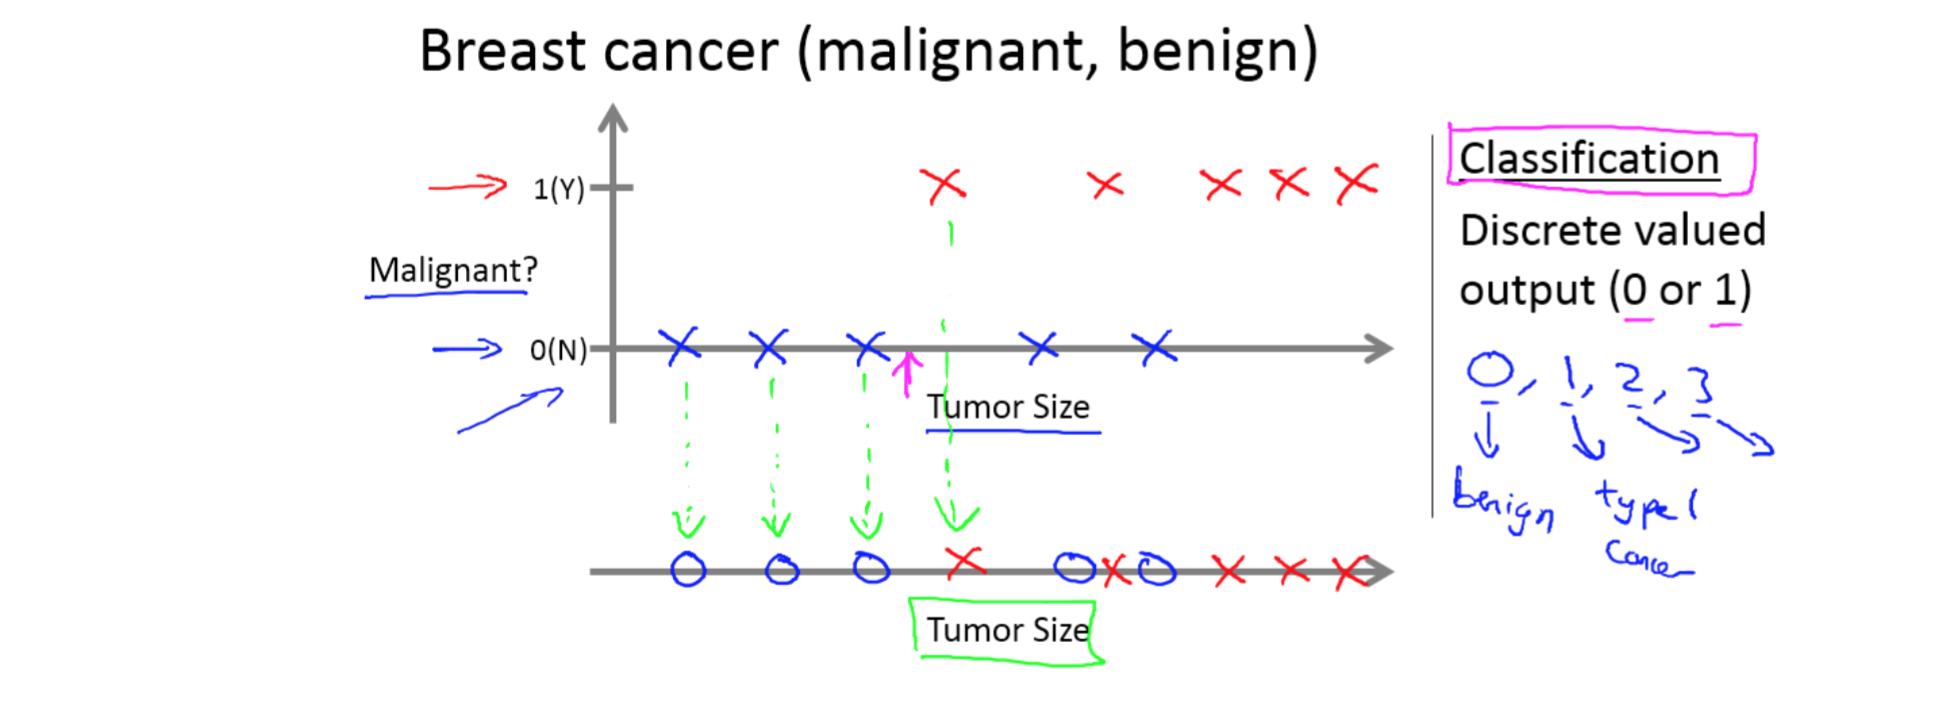 Breast cancer (malignant, benign)
1(Y)
Malignant?
0(N)
Tumor Size
Tumor Size
Classification
Discrete valued
output (0 or 1)
0, 1, 2, 3
benign
type 1
cancer